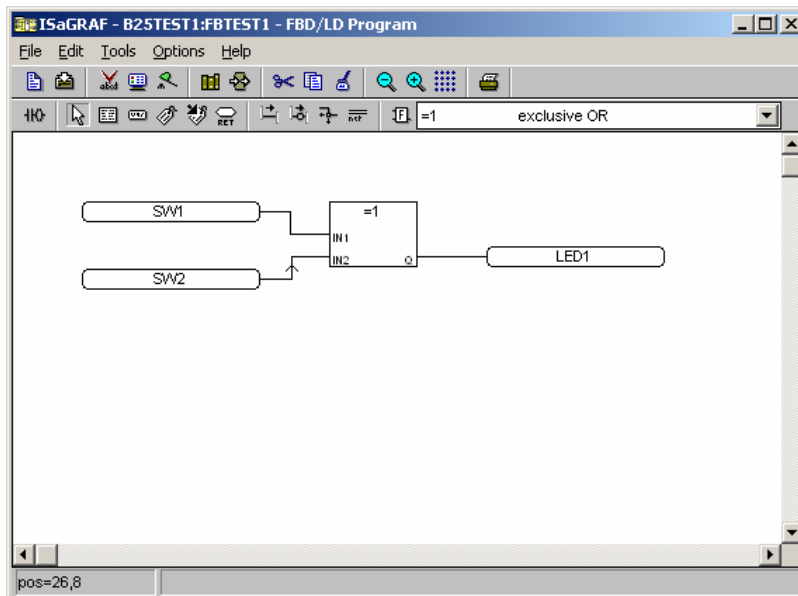 ISaGRAF - B25TEST1:FBTEST1 - FBD/LD Program
File Edit Tools Options Help
RET =1 exclusive OR
SW1 =1
IN1
SW2 IN2 Q LED1
pos=26,8